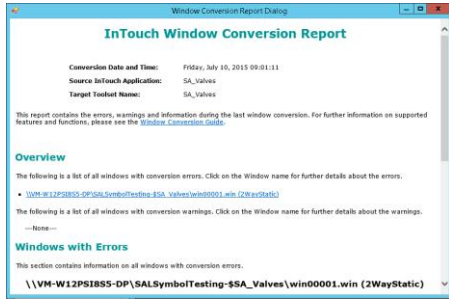 Window Conversion Report Dialog
InTouch Window Conversion Report
Conversion Date and Time: Friday, July 10, 2015 09:01:11
Source InTouch Application: SA_Valves
Target Toolset Name: SA_Valves
This report contains the errors, warnings and information during the last window conversion. For further information on supported
features and functions, please see the Window Conversion Guide.
Overview
The following is a list of all windows with conversion errors. Click on the Window name for further details about the errors.
• \\VM-W12PSI8S5-DP\SALSymbolTesting-$SA_Valves\win00001.win (2WayStatic)
The following is a list of all windows with conversion warnings. Click on the Window name for further details about the warnings.
---None---
Windows with Errors
This section contains information on all windows with conversion errors.
\\VM-W12PSI8S5-DP\SALSymbolTesting-$SA_Valves\win00001.win (2WayStatic)